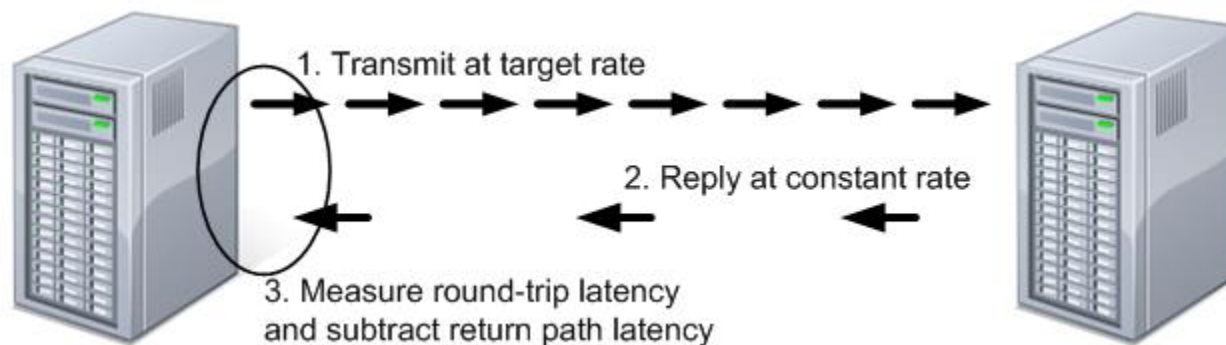 1. Transmit at target rate
2. Reply at constant rate
3. Measure round-trip latency
and subtract return path latency